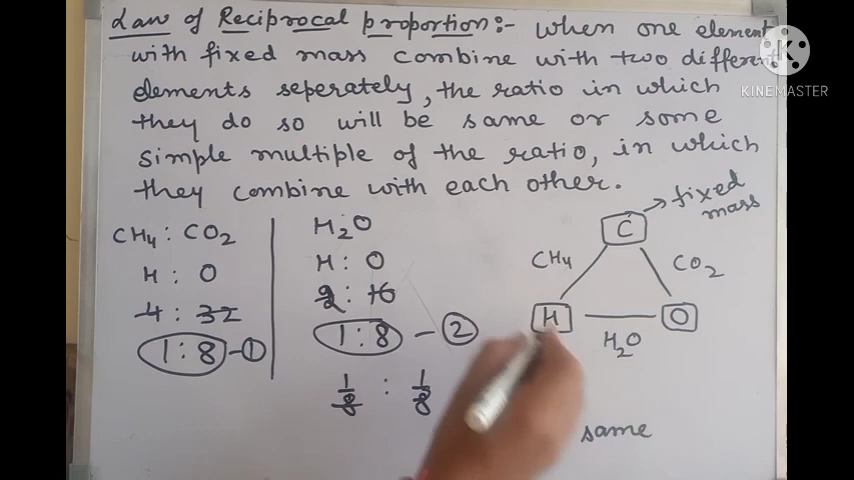 Law of Reciprocal proportion:- When one element
with fixed mass combine with two different
elements seperately, the ratio in which
they do so will be same or some
simple multiple of the ratio, in which
they combine with each other.
K
KINEMASTER
CH4 : CO2
H : O
4 : 32
1 : 8 - 1
H2O
H : O
2 : 16
1 : 8 - 2
1/8 : 1/8
C → fixed mass
CH4
CO2
H
O
H2O
same